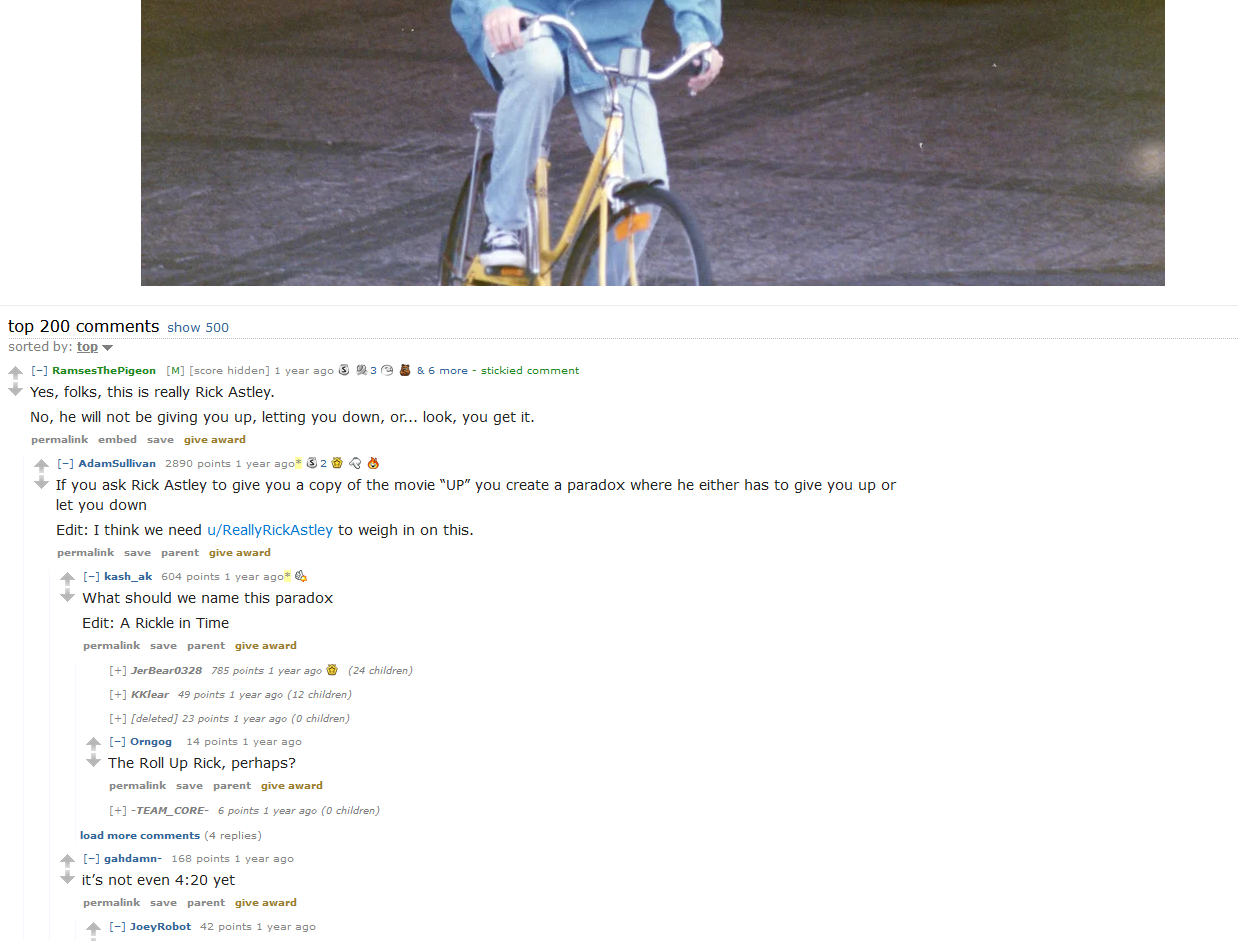 top 200 comments show 500
sorted by: top
[−] RamsesThePigeon [M] [score hidden] 1 year ago 3 & 6 more - stickied comment
Yes, folks, this is really Rick Astley.
No, he will not be giving you up, letting you down, or... look, you get it.
permalink embed save give award
[−] AdamSullivan 2890 points 1 year ago* 2
If you ask Rick Astley to give you a copy of the movie “UP” you create a paradox where he either has to give you up or
let you down
Edit: I think we need u/ReallyRickAstley to weigh in on this.
permalink save parent give award
[−] kash_ak 604 points 1 year ago*
What should we name this paradox
Edit: A Rickle in Time
permalink save parent give award
[+] JerBear0328 785 points 1 year ago (24 children)
[+] KKlear 49 points 1 year ago (12 children)
[+] [deleted] 23 points 1 year ago (0 children)
[−] Orngog 14 points 1 year ago
The Roll Up Rick, perhaps?
permalink save parent give award
[+] -TEAM_CORE- 6 points 1 year ago (0 children)
load more comments (4 replies)
[−] gahdamn- 168 points 1 year ago
it’s not even 4:20 yet
permalink save parent give award
[−] JoeyRobot 42 points 1 year ago